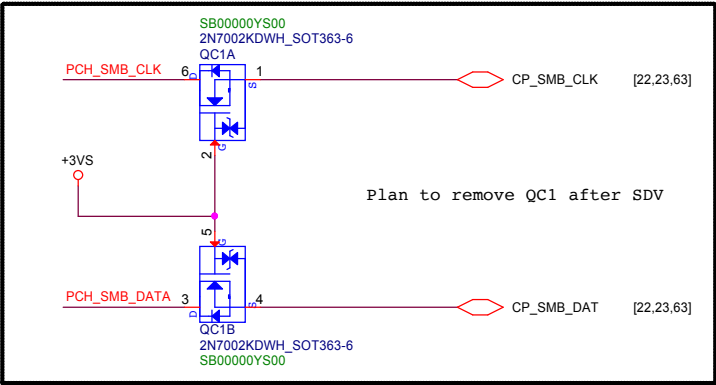 SB00000YS00
2N7002KDWH_SOT363-6
QC1A
PCH_SMB_CLK 6 D 1 S CP_SMB_CLK [22,23,63]
2 G
+3VS
Plan to remove QC1 after SDV
5 G
PCH_SMB_DATA 3 D 4 S CP_SMB_DAT [22,23,63]
QC1B
2N7002KDWH_SOT363-6
SB00000YS00